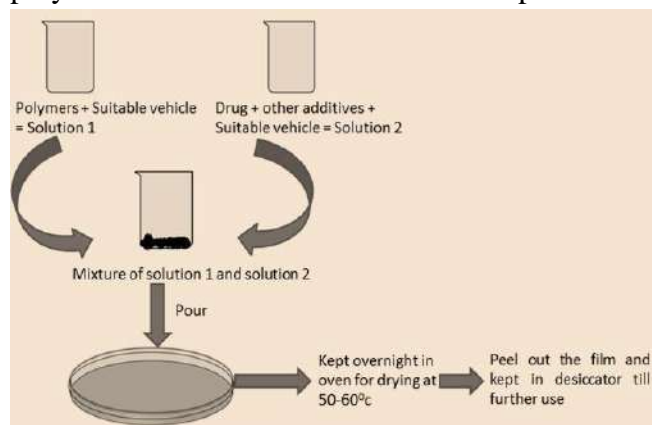 Polymers + Suitable vehicle
= Solution 1
Drug + other additives +
Suitable vehicle = Solution 2
Mixture of solution 1 and solution 2
Pour
Kept overnight in
oven for drying at
50-60⁰c
Peel out the film and
kept in desiccator till
further use